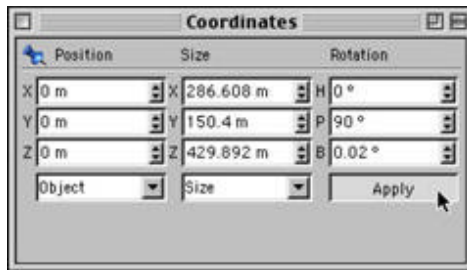 Coordinates
Position Size Rotation
X 0 m X 286.608 m H 0 °
Y 0 m Y 150.4 m P 90 °
Z 0 m Z 429.892 m B 0.02 °
Object Size Apply